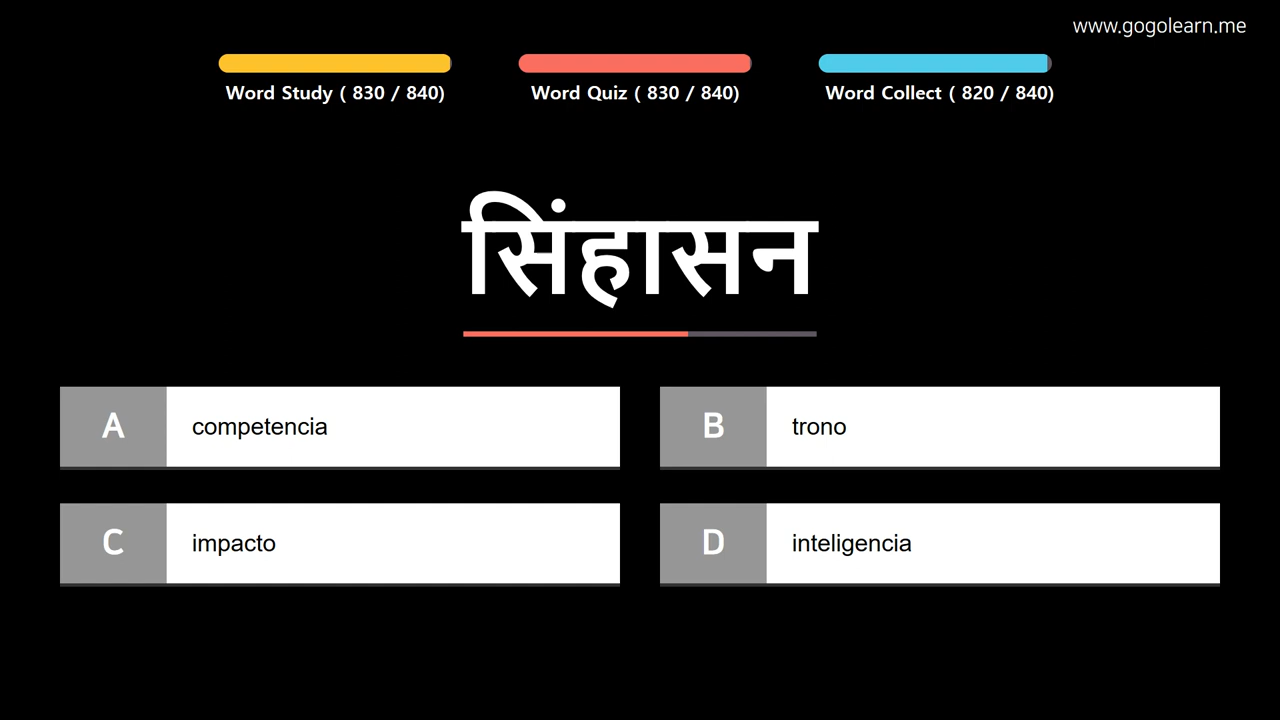 www.gogolearn.me
Word Study ( 830 / 840)
Word Quiz ( 830 / 840)
Word Collect ( 820 / 840)
सिंहासन
A competencia
B trono
C impacto
D inteligencia